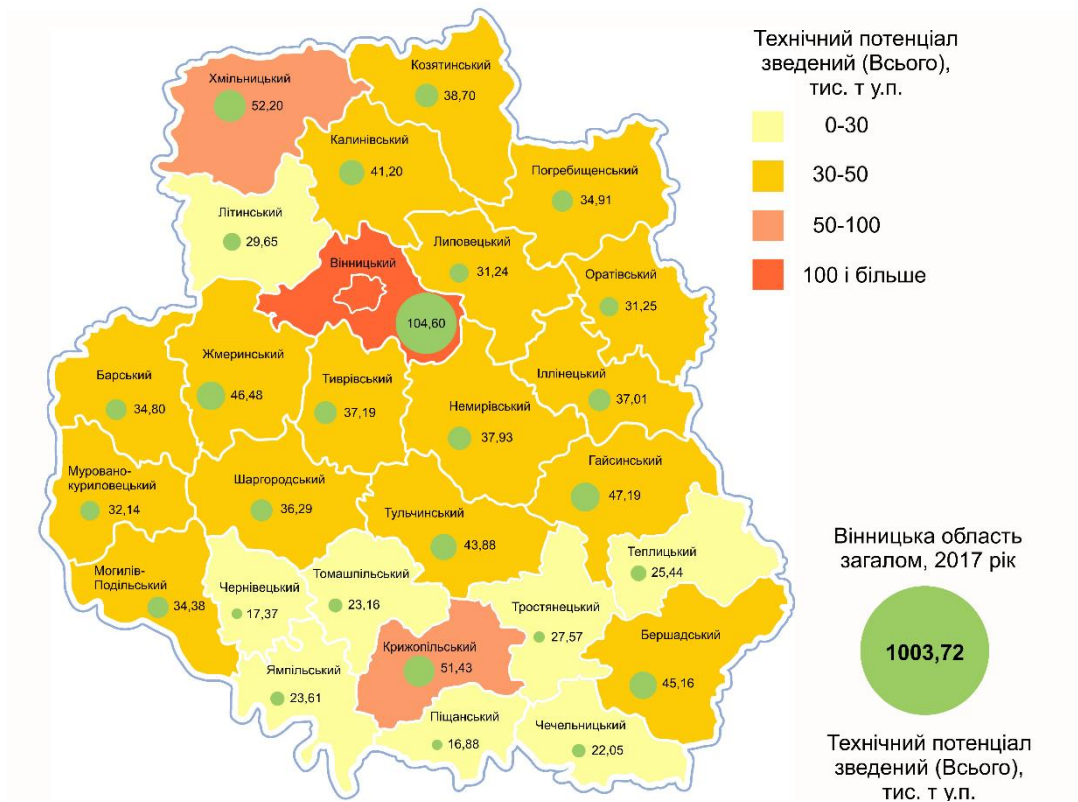 Технічний потенціал
зведений (Всього),
тис. т у.п.
0-30
30-50
50-100
100 і більше
Хмільницький
52,20
Козятинський
38,70
Калинівський
41,20
Погребищенський
34,91
Літинський
29,65
Вінницький
104,60
Липовецький
31,24
Оратівський
31,25
Барський
34,80
Жмеринський
46,48
Тиврівський
37,19
Немирівський
37,93
Іллінецький
37,01
Муровано-
куриловецький
32,14
Шаргородський
36,29
Тульчинський
43,88
Гайсинський
47,19
Могилів-
Подільський
34,38
Чернівецький
17,37
Томашпільський
23,16
Тростянецький
27,57
Теплицький
25,44
Ямпільський
23,61
Крижопільський
51,43
Бершадський
45,16
Піщанський
16,88
Чечельницький
22,05
Вінницька область
загалом, 2017 рік
1003,72
Технічний потенціал
зведений (Всього),
тис. т у.п.